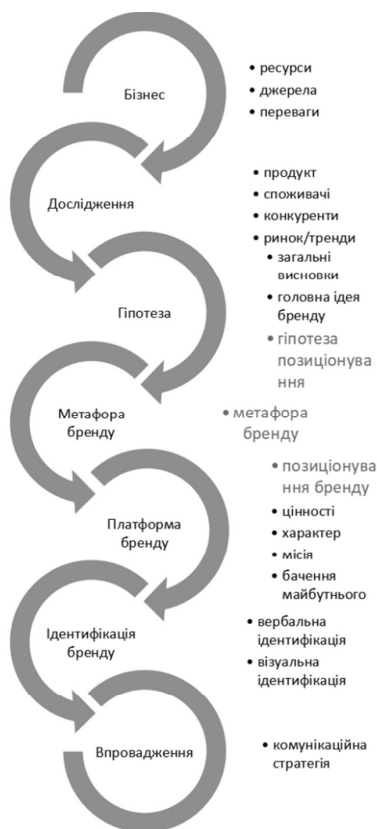 Бізнес
• ресурси
• джерела
• переваги
Дослідження
• продукт
• споживачі
• конкуренти
• ринок/тренди
Гіпотеза
• загальні
висновки
• головна ідея
бренду
• гіпотеза
позиціонува
ння
Метафора
бренду
• метафора
бренду
Платформа
бренду
• позиціонува
ння бренду
• цінності
• характер
• місія
• бачення
майбутнього
Ідентифікація
бренду
• вербальна
ідентифікація
• візуальна
ідентифікація
Впровадження
• комунікаційна
стратегія